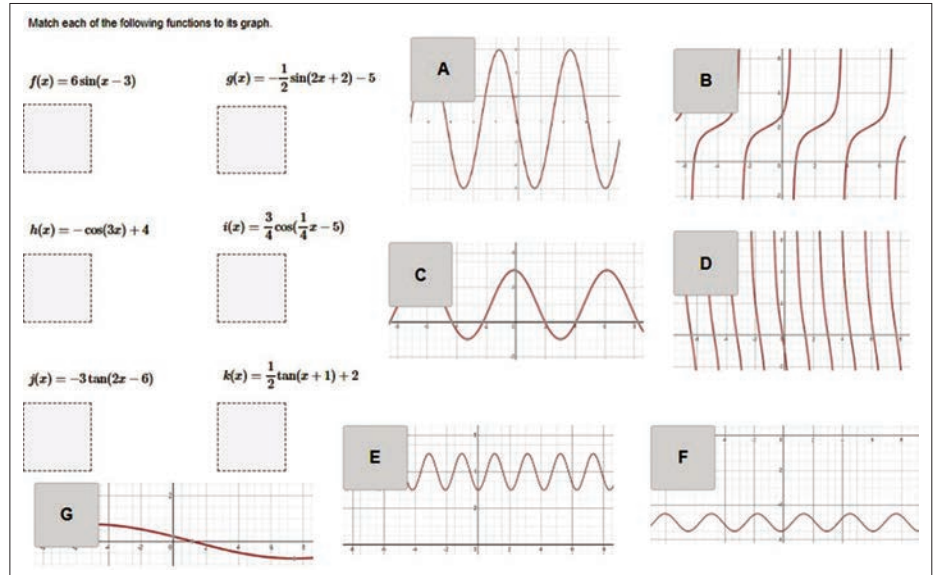 Match each of the following functions to its graph.
f(x) = 6 sin(x − 3)
g(x) = −1/2 sin(2x + 2) − 5
h(x) = − cos(3x) + 4
i(x) = 3/4 cos(1/4 x − 5)
j(x) = −3 tan(2x − 6)
k(x) = 1/2 tan(x + 1) + 2
A
B
C
D
E
F
G